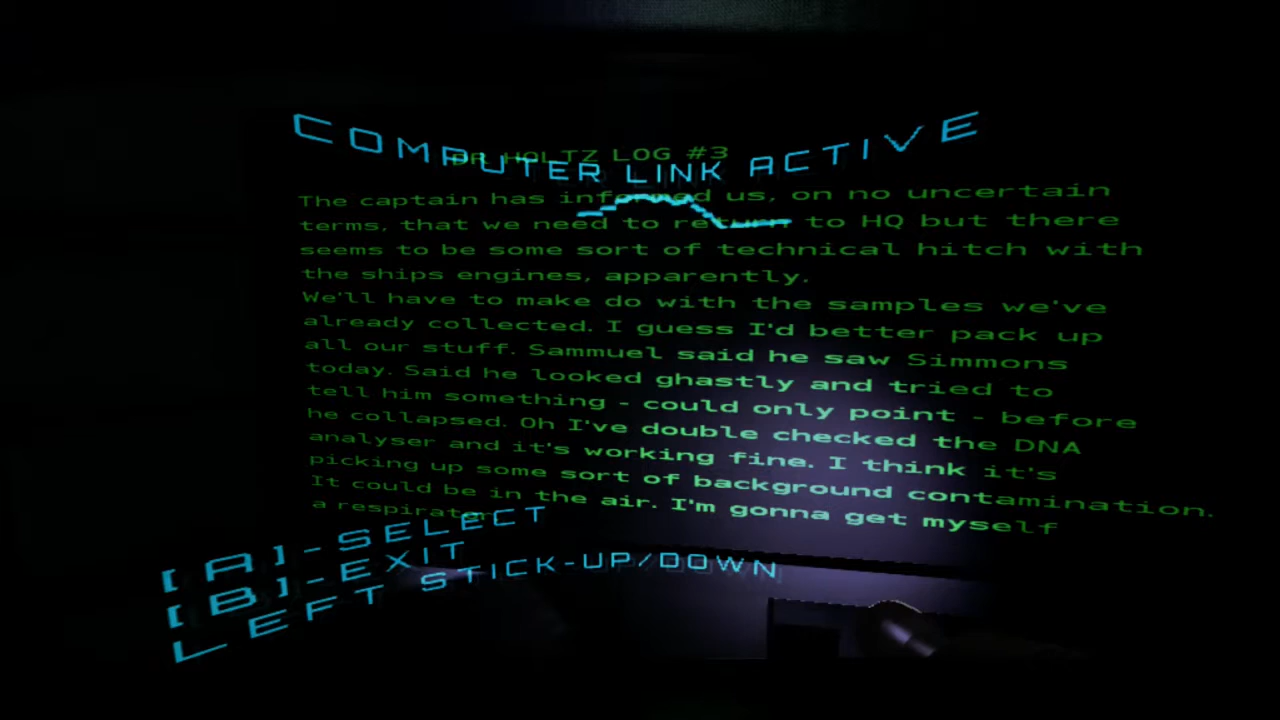 COMPUTER LINK ACTIVE
DR HOLTZ LOG #3
The captain has informed us, on no uncertain
terms, that we need to return to HQ but there
seems to be some sort of technical hitch with
the ships engines, apparently.
We'll have to make do with the samples we've
already collected. I guess I'd better pack up
all our stuff. Sammuel said he saw Simmons
today. Said he looked ghastly and tried to
tell him something - could only point - before
he collapsed. Oh I've double checked the DNA
analyser and it's working fine. I think it's
picking up some sort of background contamination.
It could be in the air. I'm gonna get myself
a respirator
[A]-SELECT
[B]-EXIT
LEFT STICK-UP/DOWN